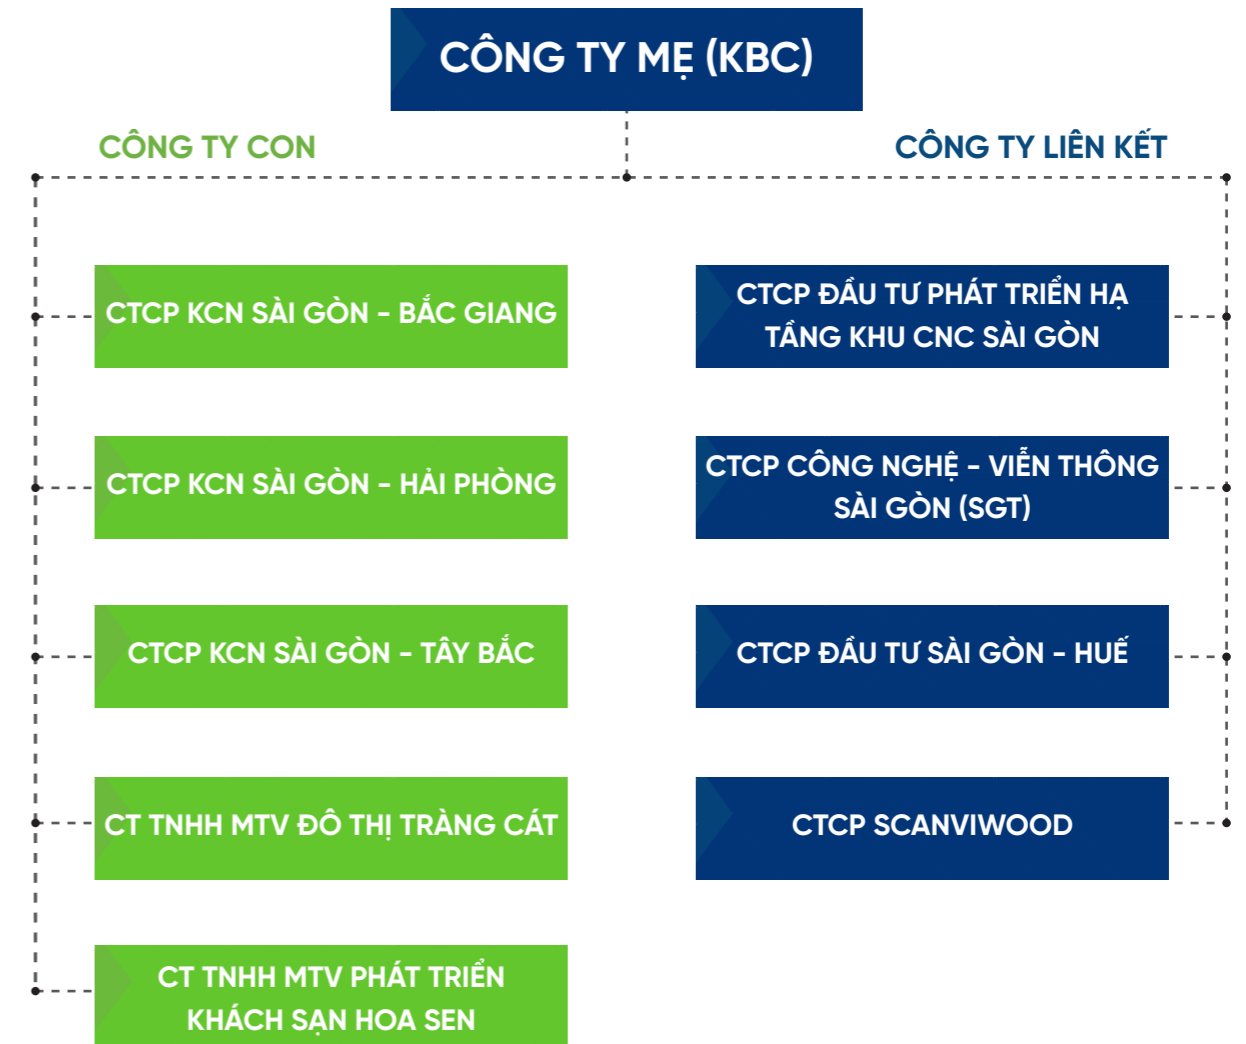 CÔNG TY MẸ (KBC)
CÔNG TY CON
CTCP KCN SÀI GÒN - BẮC GIANG
CTCP KCN SÀI GÒN - HẢI PHÒNG
CTCP KCN SÀI GÒN - TÂY BẮC
CT TNHH MTV ĐÔ THỊ TRÀNG CÁT
CT TNHH MTV PHÁT TRIỂN
KHÁCH SẠN HOA SEN
CÔNG TY LIÊN KẾT
CTCP ĐẦU TƯ PHÁT TRIỂN HẠ
TẦNG KHU CNC SÀI GÒN
CTCP CÔNG NGHỆ - VIỄN THÔNG
SÀI GÒN (SGT)
CTCP ĐẦU TƯ SÀI GÒN - HUẾ
CTCP SCANVIWOOD